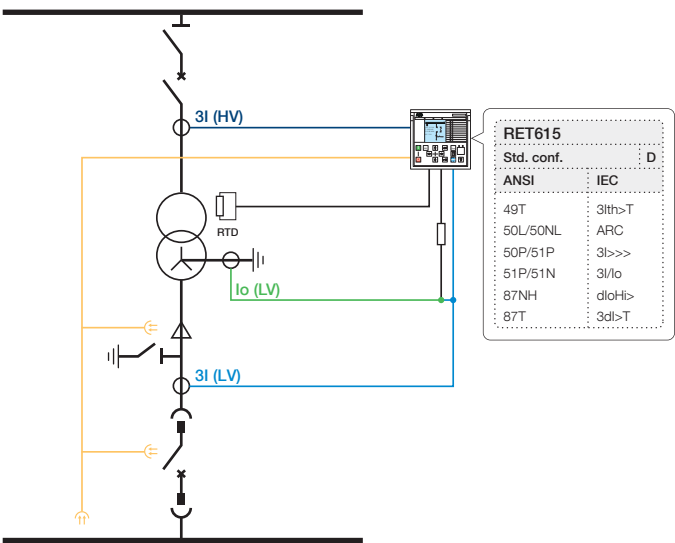 3I (HV)
RTD
Io (LV)
3I (LV)
RET615
Std. conf. D
ANSI IEC
49T 3Ith>T
50L/50NL ARC
50P/51P 3I>>>
51P/51N 3I/Io
87NH dIoHi>
87T 3dI>T